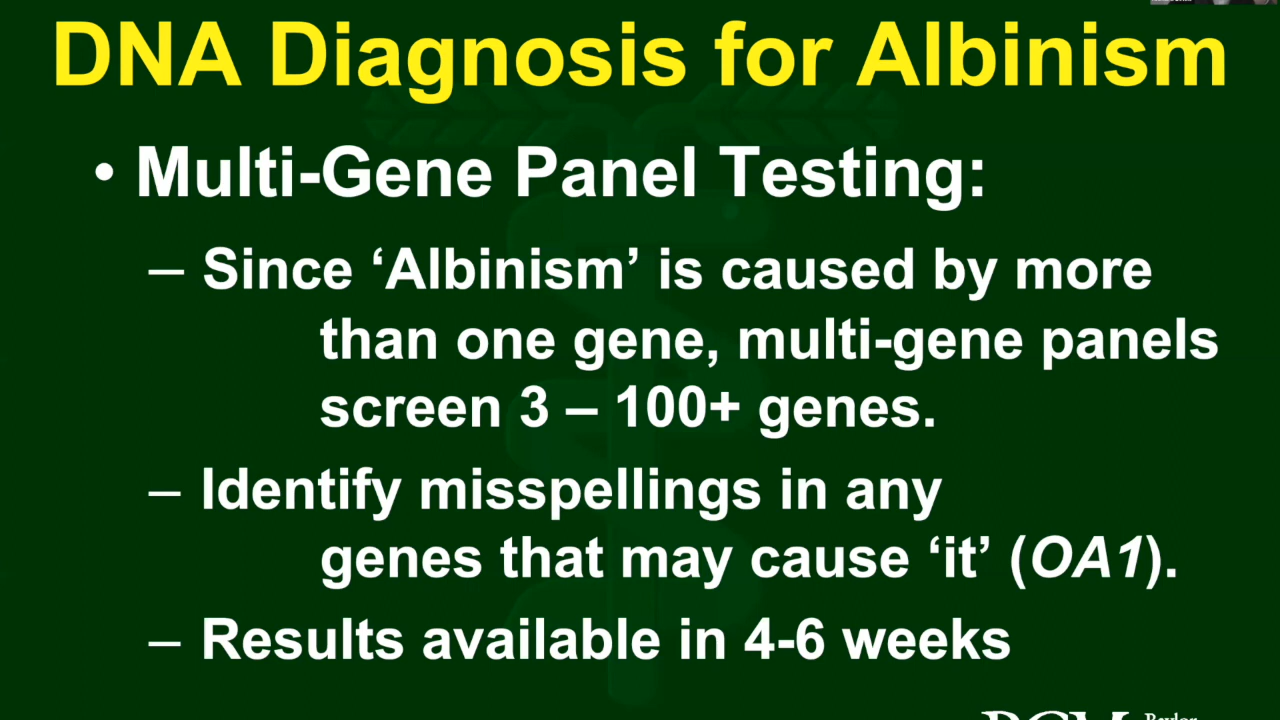 DNA Diagnosis for Albinism
• Multi-Gene Panel Testing:
– Since ‘Albinism’ is caused by more
than one gene, multi-gene panels
screen 3 – 100+ genes.
– Identify misspellings in any
genes that may cause ‘it’ (OA1).
– Results available in 4-6 weeks